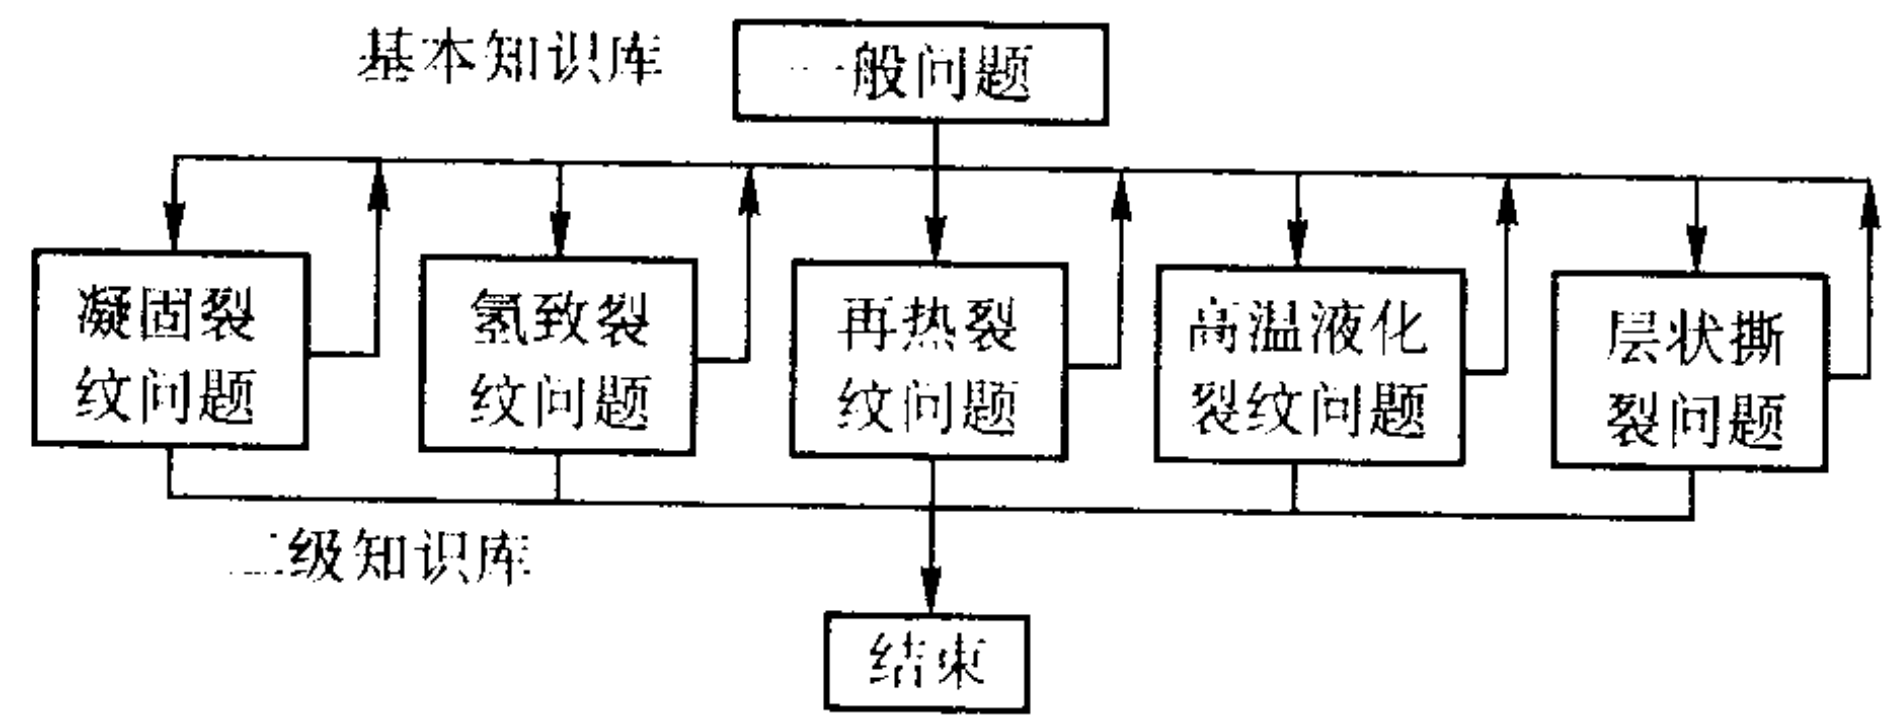 基本知识库
一般问题
凝固裂
纹问题
氢致裂
纹问题
再热裂
纹问题
高温液化
裂纹问题
层状撕
裂问题
二级知识库
结束